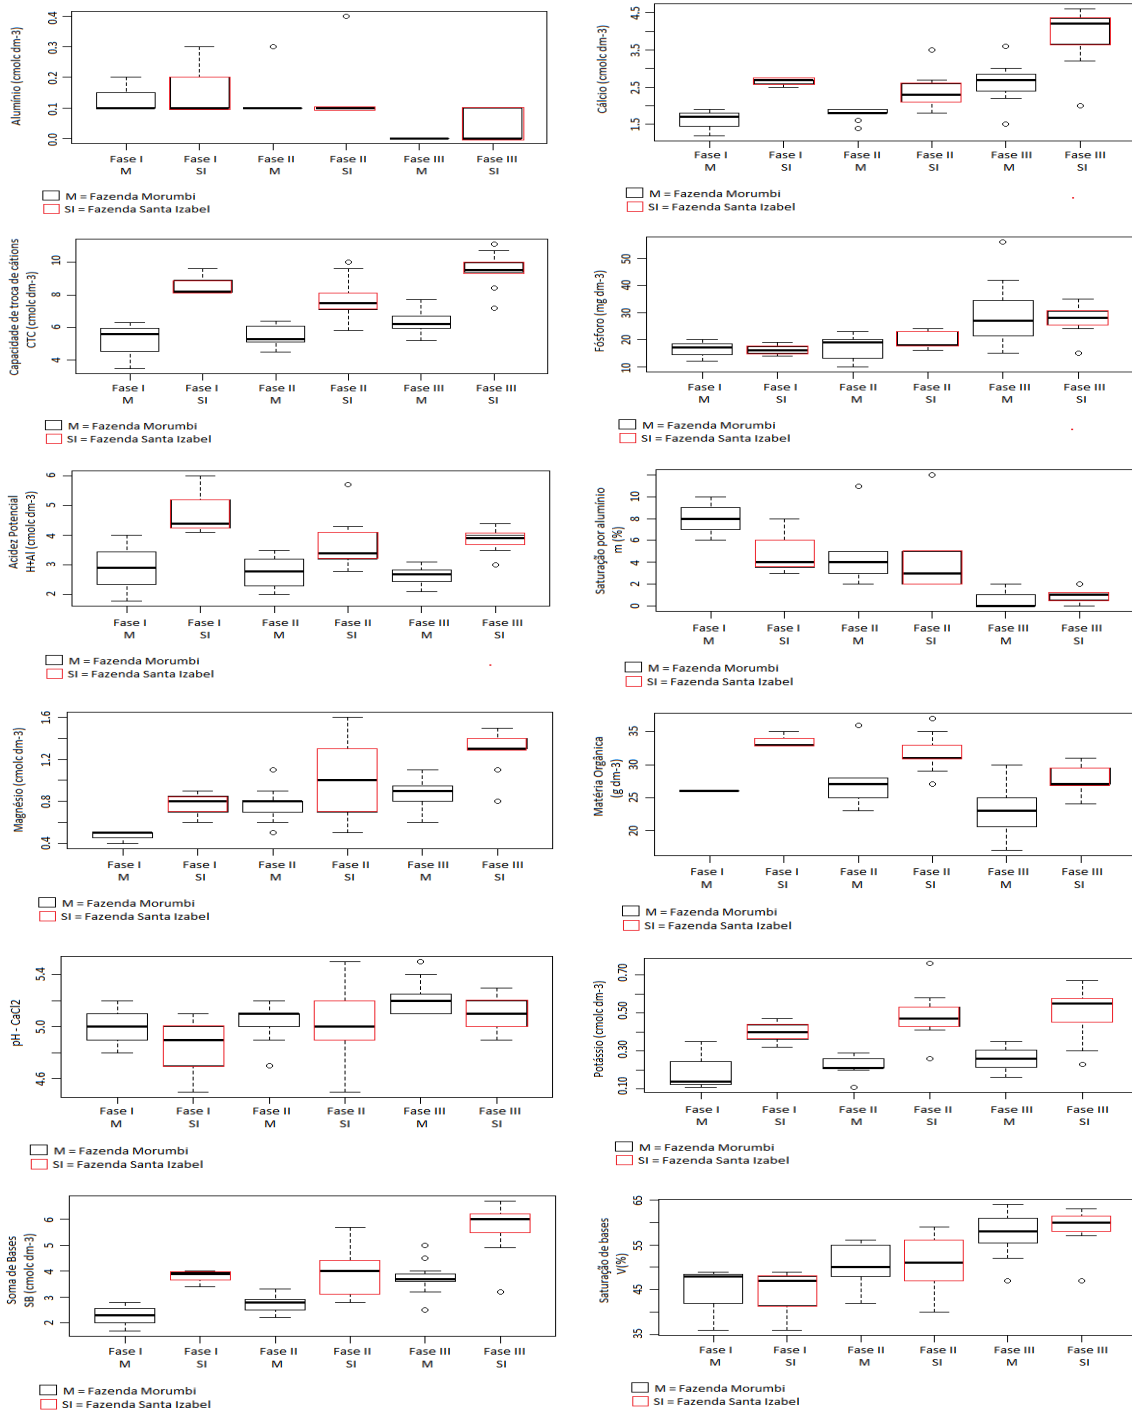 Alumínio (cmolc dm-3)
0.0 0.1 0.2 0.3 0.4
Fase I Fase I Fase II Fase II Fase III Fase III
M SI M SI M SI
M = Fazenda Morumbi
SI = Fazenda Santa Izabel
Cálcio (cmolc dm-3)
1.5 2.5 3.5 4.5
Fase I Fase I Fase II Fase II Fase III Fase III
M SI M SI M SI
M = Fazenda Morumbi
SI = Fazenda Santa Izabel
Capacidade de troca de cátions
CTC (cmolc dm-3)
4 6 8 10
Fase I Fase I Fase II Fase II Fase III Fase III
M SI M SI M SI
M = Fazenda Morumbi
SI = Fazenda Santa Izabel
Fósforo (mg dm-3)
10 20 30 40 50
Fase I Fase I Fase II Fase II Fase III Fase III
M SI M SI M SI
M = Fazenda Morumbi
SI = Fazenda Santa Izabel
Acidez Potencial
H+Al (cmolc dm-3)
2 3 4 5 6
Fase I Fase I Fase II Fase II Fase III Fase III
M SI M SI M SI
M = Fazenda Morumbi
SI = Fazenda Santa Izabel
Saturação por alumínio
m (%)
0 2 4 6 8 10
Fase I Fase I Fase II Fase II Fase III Fase III
M SI M SI M SI
M = Fazenda Morumbi
SI = Fazenda Santa Izabel
Magnésio (cmolc dm-3)
0.4 0.8 1.2 1.6
Fase I Fase I Fase II Fase II Fase III Fase III
M SI M SI M SI
M = Fazenda Morumbi
SI = Fazenda Santa Izabel
Matéria Orgânica
(g dm-3)
20 25 30 35
Fase I Fase I Fase II Fase II Fase III Fase III
M SI M SI M SI
M = Fazenda Morumbi
SI = Fazenda Santa Izabel
pH - CaCl2
4.6 5.0 5.4
Fase I Fase I Fase II Fase II Fase III Fase III
M SI M SI M SI
M = Fazenda Morumbi
SI = Fazenda Santa Izabel
Potássio (cmolc dm-3)
0.10 0.30 0.50 0.70
Fase I Fase I Fase II Fase II Fase III Fase III
M SI M SI M SI
M = Fazenda Morumbi
SI = Fazenda Santa Izabel
Soma de Bases
SB (cmolc dm-3)
2 3 4 5 6
Fase I Fase I Fase II Fase II Fase III Fase III
M SI M SI M SI
M = Fazenda Morumbi
SI = Fazenda Santa Izabel
Saturação de bases
V(%)
35 45 55 65
Fase I Fase I Fase II Fase II Fase III Fase III
M SI M SI M SI
M = Fazenda Morumbi
SI = Fazenda Santa Izabel